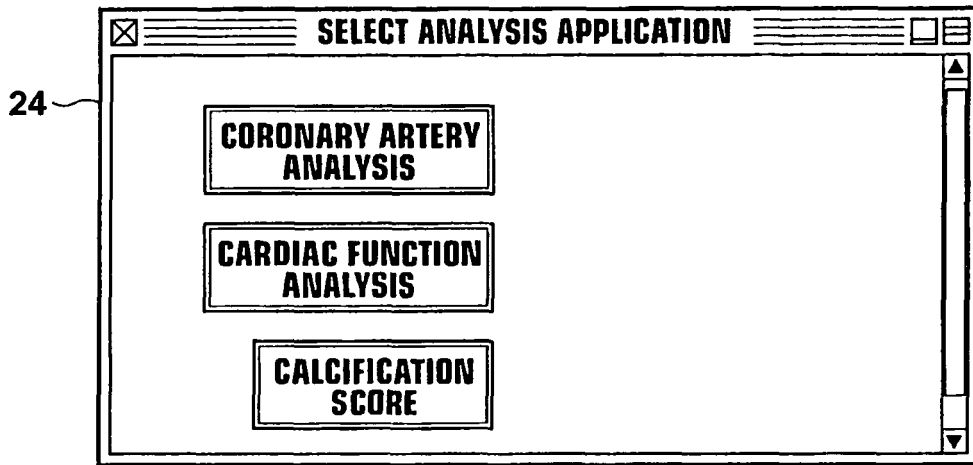 SELECT ANALYSIS APPLICATION
24
CORONARY ARTERY
ANALYSIS
CARDIAC FUNCTION
ANALYSIS
CALCIFICATION
SCORE